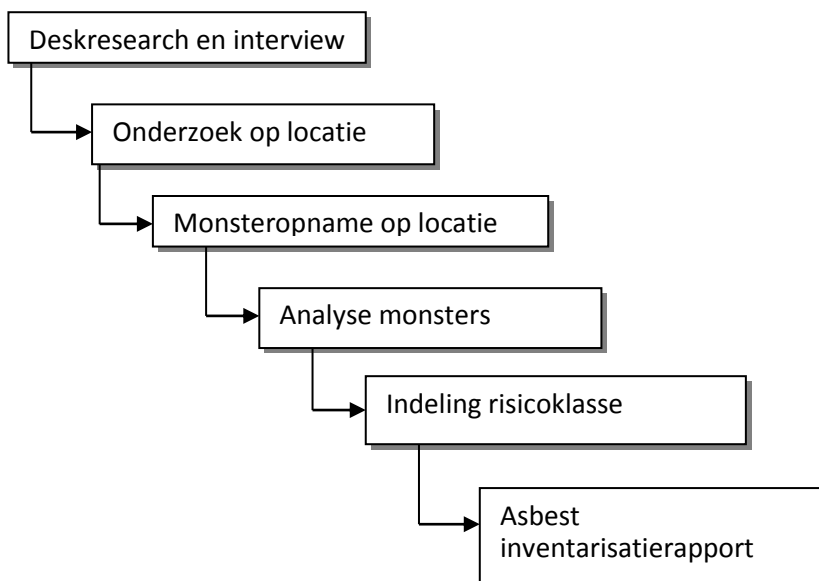 Deskresearch en interview
Onderzoek op locatie
Monsteropname op locatie
Analyse monsters
Indeling risicoklasse
Asbest
inventarisatierapport